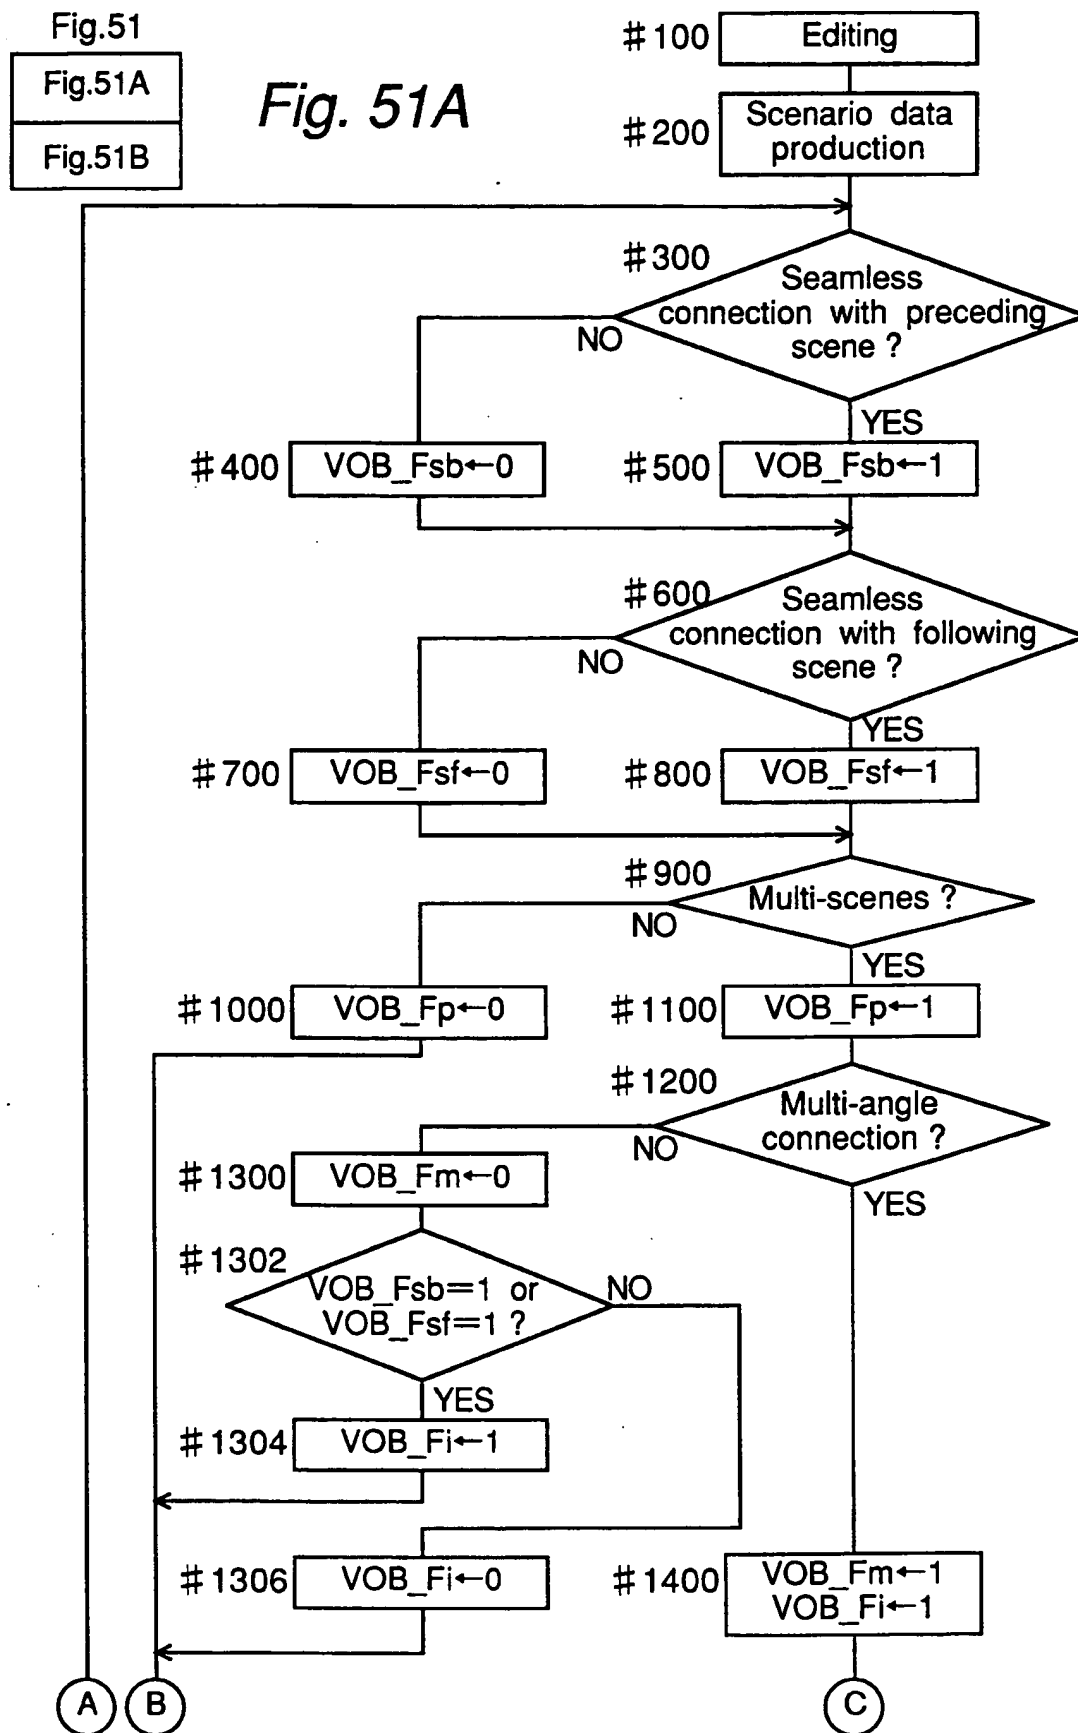 Fig.51
Fig.51A
Fig.51B
Fig. 51A
#100
Editing
#200
Scenario data
production
#300
Seamless
connection with preceding
scene ?
NO
YES
#400
VOB_Fsb←0
#500
VOB_Fsb←1
#600
Seamless
connection with following
scene ?
NO
YES
#700
VOB_Fsf←0
#800
VOB_Fsf←1
#900
Multi-scenes ?
NO
YES
#1000
VOB_Fp←0
#1100
VOB_Fp←1
#1200
Multi-angle
connection ?
NO
YES
#1300
VOB_Fm←0
#1302
VOB_Fsb=1 or
VOB_Fsf=1 ?
NO
YES
#1304
VOB_Fi←1
#1306
VOB_Fi←0
#1400
VOB_Fm←1
VOB_Fi←1
A
B
C